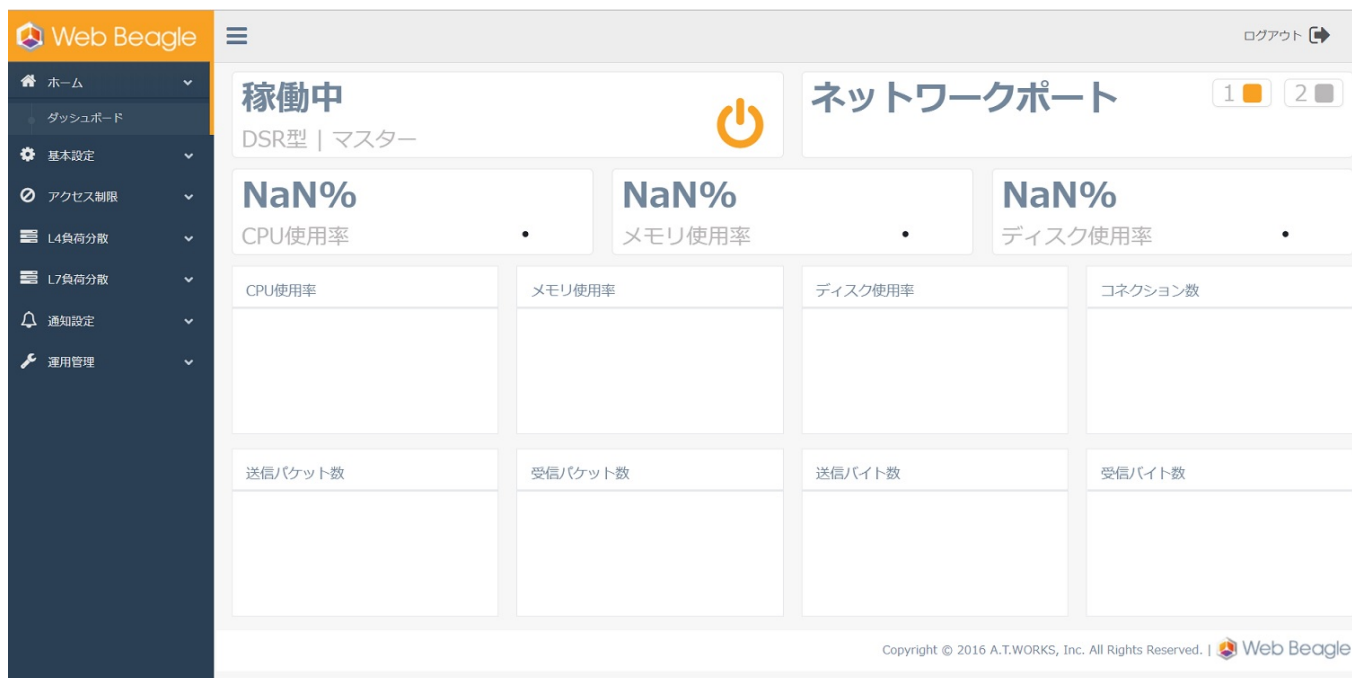 Web Beagle
ログアウト
ホーム
ダッシュボード
基本設定
アクセス制限
L4負荷分散
L7負荷分散
通知設定
運用管理
稼働中
DSR型 | マスター
ネットワークポート
1
2
NaN%
CPU使用率
NaN%
メモリ使用率
NaN%
ディスク使用率
CPU使用率
メモリ使用率
ディスク使用率
コネクション数
送信パケット数
受信パケット数
送信バイト数
受信バイト数
Copyright © 2016 A.T.WORKS, Inc. All Rights Reserved. | Web Beagle